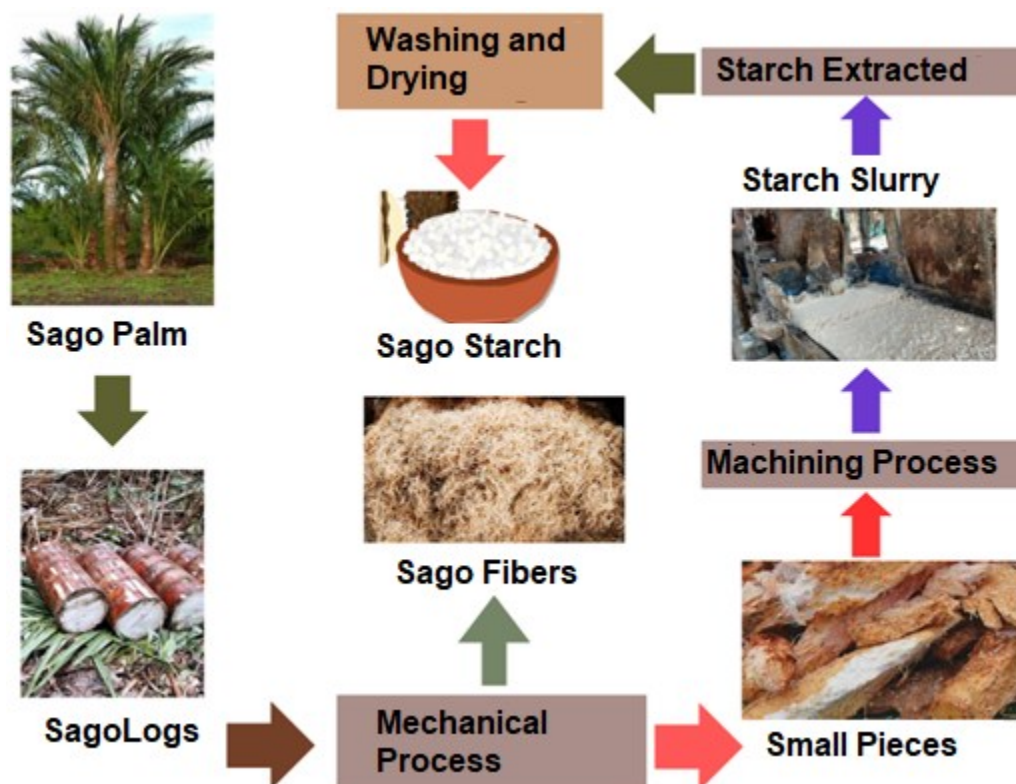 Sago Palm
SagoLogs
Mechanical
Process
Sago Fibers
Small Pieces
Machining Process
Starch Slurry
Starch Extracted
Washing and
Drying
Sago Starch